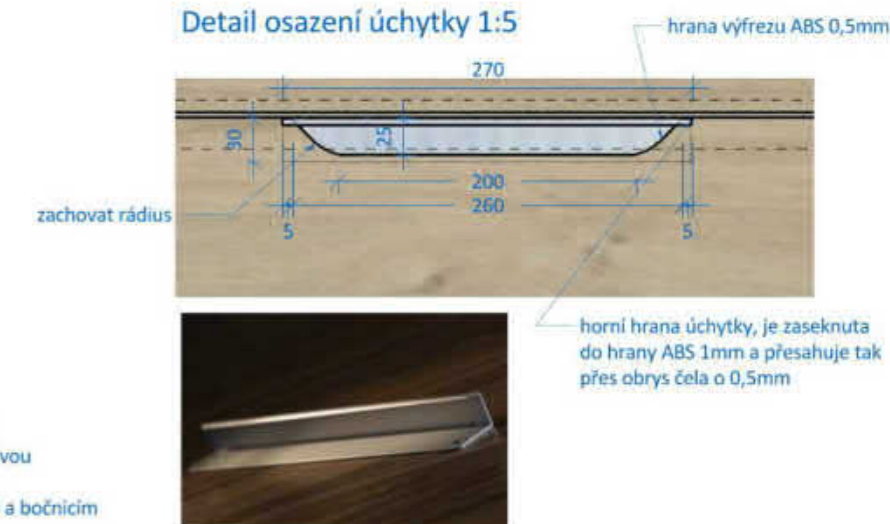 Detail osazení úchytky 1:5
hrana výfrezu ABS 0,5mm
270
30
25
200
260
zachovat rádius
5
5
horní hrana úchytky, je zaseknuta
do hrany ABS 1mm a přesahuje tak
přes obrys čela o 0,5mm
vou
a bočnicím